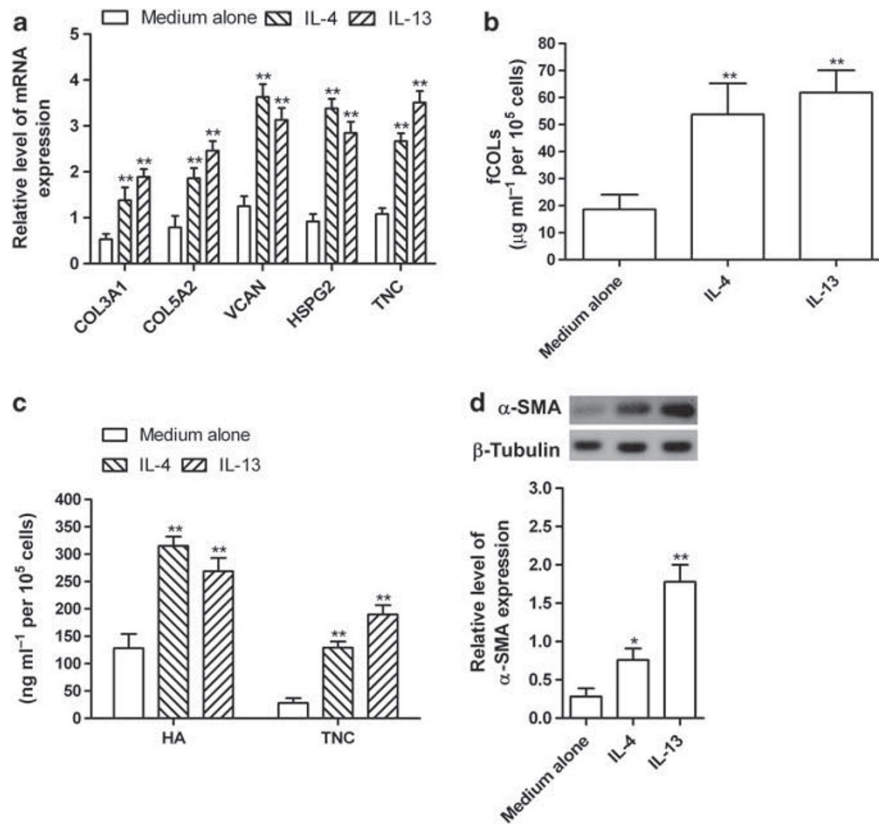 a
Medium alone IL-4 IL-13
Relative level of mRNA
expression
5
4
3
2
1
0
** ** ** ** ** ** ** ** ** **
COL3A1 COL5A2 VCAN HSPG2 TNC
b
fCOLs
(μg ml⁻¹ per 10⁵ cells)
80
70
60
50
40
30
20
10
0
** **
Medium alone IL-4 IL-13
c
Medium alone
IL-4 IL-13
(ng ml⁻¹ per 10⁵ cells)
400
350
300
250
200
150
100
50
0
** ** ** **
HA TNC
d
α-SMA
β-Tubulin
Relative level of
α-SMA expression
3.0
2.5
2.0
1.5
1.0
0.5
0.0
* **
Medium alone IL-4 IL-13